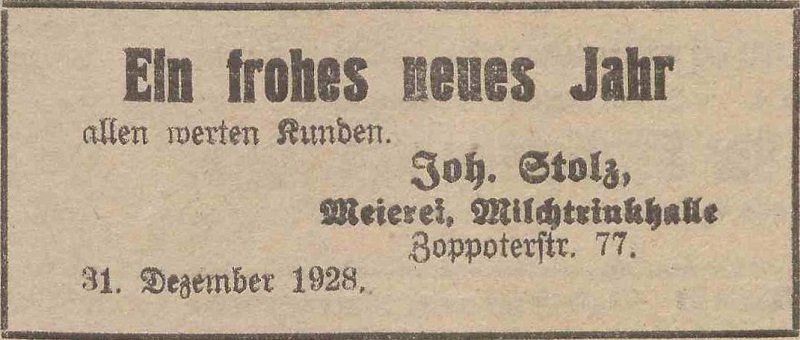 Ein frohes neues Jahr
allen werten Kunden.
Joh. Stolz,
Meierei, Milchtrinkhalle
Zoppoterstr. 77.
31. Dezember 1928.